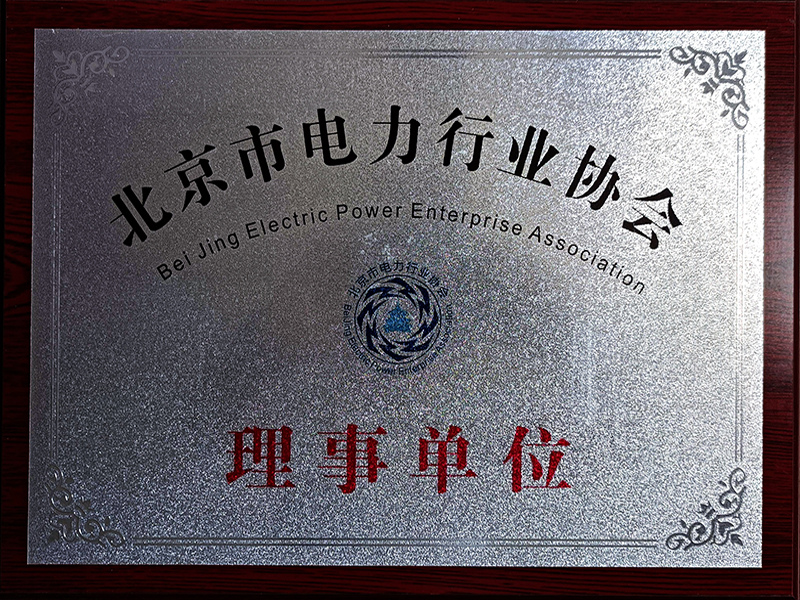 北京市电力行业协会
Bei Jing Electric Power Enterprise Association
北京市电力行业协会
理事单位